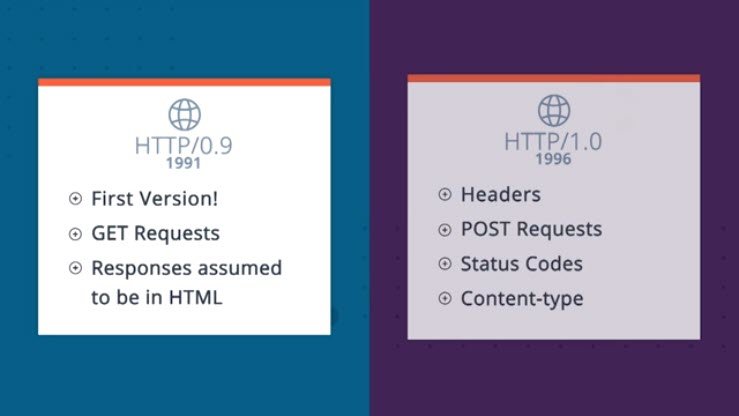 HTTP/0.9
1991
First Version!
GET Requests
Responses assumed
to be in HTML
HTTP/1.0
1996
Headers
POST Requests
Status Codes
Content-type